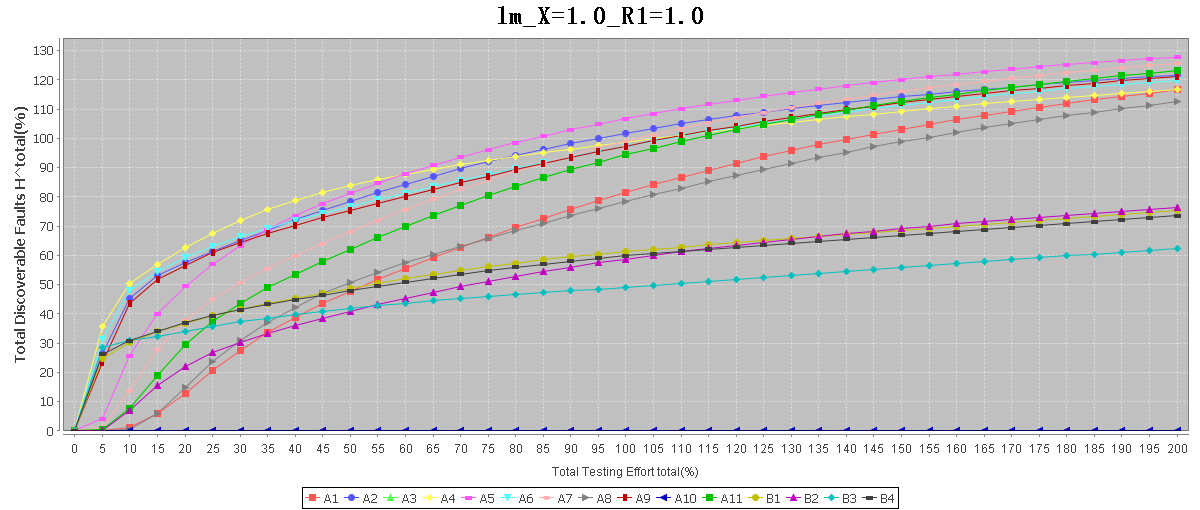 lm_X=1.0_R1=1.0
Total Discoverable Faults H^total(%)
130
120
110
100
90
80
70
60
50
40
30
20
10
0
0 5 10 15 20 25 30 35 40 45 50 55 60 65 70 75 80 85 90 95 100 105 110 115 120 125 130 135 140 145 150 155 160 165 170 175 180 185 190 195 200
Total Testing Effort total(%)
A1 A2 A3 A4 A5 A6 A7 A8 A9 A10 A11 B1 B2 B3 B4